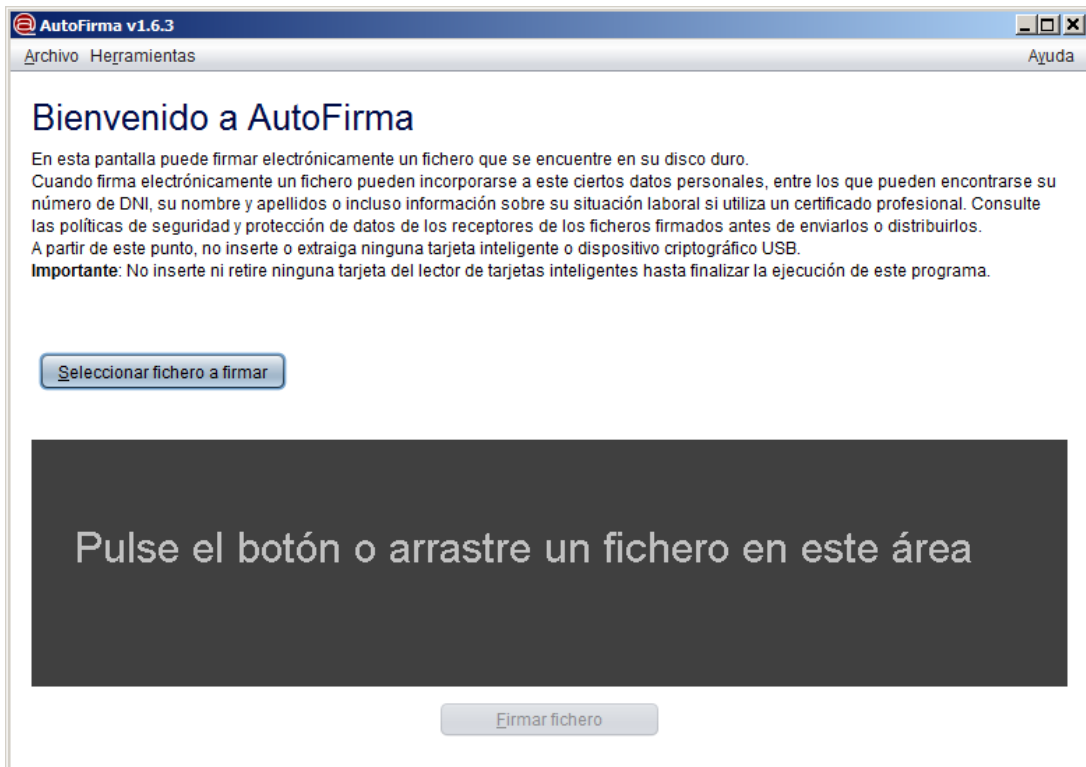 AutoFirma v1.6.3
Archivo Herramientas Ayuda
Bienvenido a AutoFirma
En esta pantalla puede firmar electrónicamente un fichero que se encuentre en su disco duro.
Cuando firma electrónicamente un fichero pueden incorporarse a este ciertos datos personales, entre los que pueden encontrarse su
número de DNI, su nombre y apellidos o incluso información sobre su situación laboral si utiliza un certificado profesional. Consulte
las políticas de seguridad y protección de datos de los receptores de los ficheros firmados antes de enviarlos o distribuirlos.
A partir de este punto, no inserte o extraiga ninguna tarjeta inteligente o dispositivo criptográfico USB.
Importante: No inserte ni retire ninguna tarjeta del lector de tarjetas inteligentes hasta finalizar la ejecución de este programa.
Seleccionar fichero a firmar
Pulse el botón o arrastre un fichero en este área
Firmar fichero